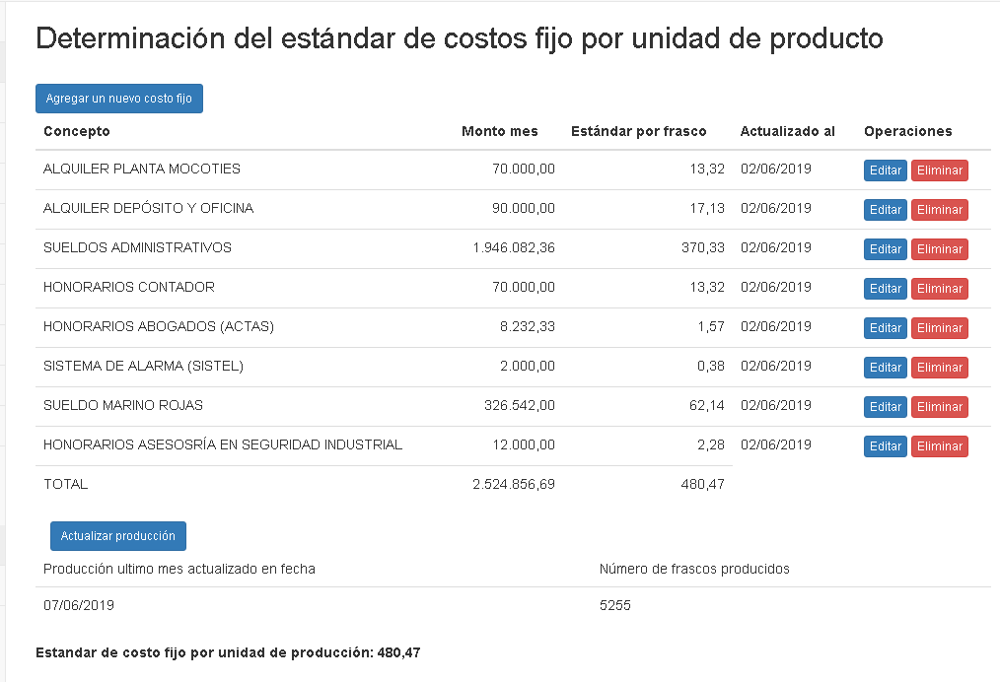 Determinación del estándar de costos fijo por unidad de producto
Agregar un nuevo costo fijo
Concepto Monto mes Estándar por frasco Actualizado al Operaciones
ALQUILER PLANTA MOCOTIES 70.000,00 13,32 02/06/2019 Editar Eliminar
ALQUILER DEPÓSITO Y OFICINA 90.000,00 17,13 02/06/2019 Editar Eliminar
SUELDOS ADMINISTRATIVOS 1.946.082,36 370,33 02/06/2019 Editar Eliminar
HONORARIOS CONTADOR 70.000,00 13,32 02/06/2019 Editar Eliminar
HONORARIOS ABOGADOS (ACTAS) 8.232,33 1,57 02/06/2019 Editar Eliminar
SISTEMA DE ALARMA (SISTEL) 2.000,00 0,38 02/06/2019 Editar Eliminar
SUELDO MARINO ROJAS 326.542,00 62,14 02/06/2019 Editar Eliminar
HONORARIOS ASESOSRÍA EN SEGURIDAD INDUSTRIAL 12.000,00 2,28 02/06/2019 Editar Eliminar
TOTAL 2.524.856,69 480,47
Actualizar producción
Producción ultimo mes actualizado en fecha Número de frascos producidos
07/06/2019 5255
Estandar de costo fijo por unidad de producción: 480,47